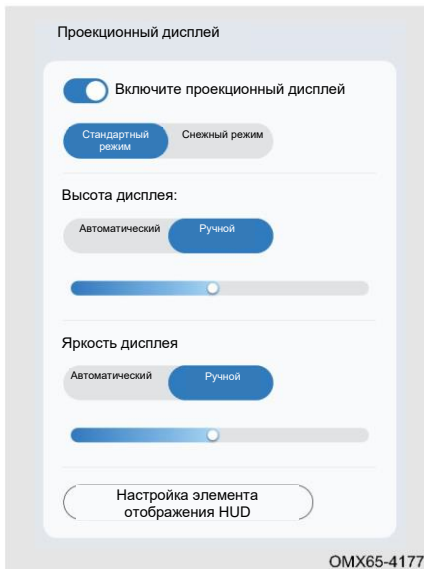 Проекционный дисплей
Включите проекционный дисплей
Стандартный
режим
Снежный режим
Высота дисплея:
Автоматический
Ручной
Яркость дисплея
Автоматический
Ручной
Настройка элемента
отображения HUD
OMX65-4177